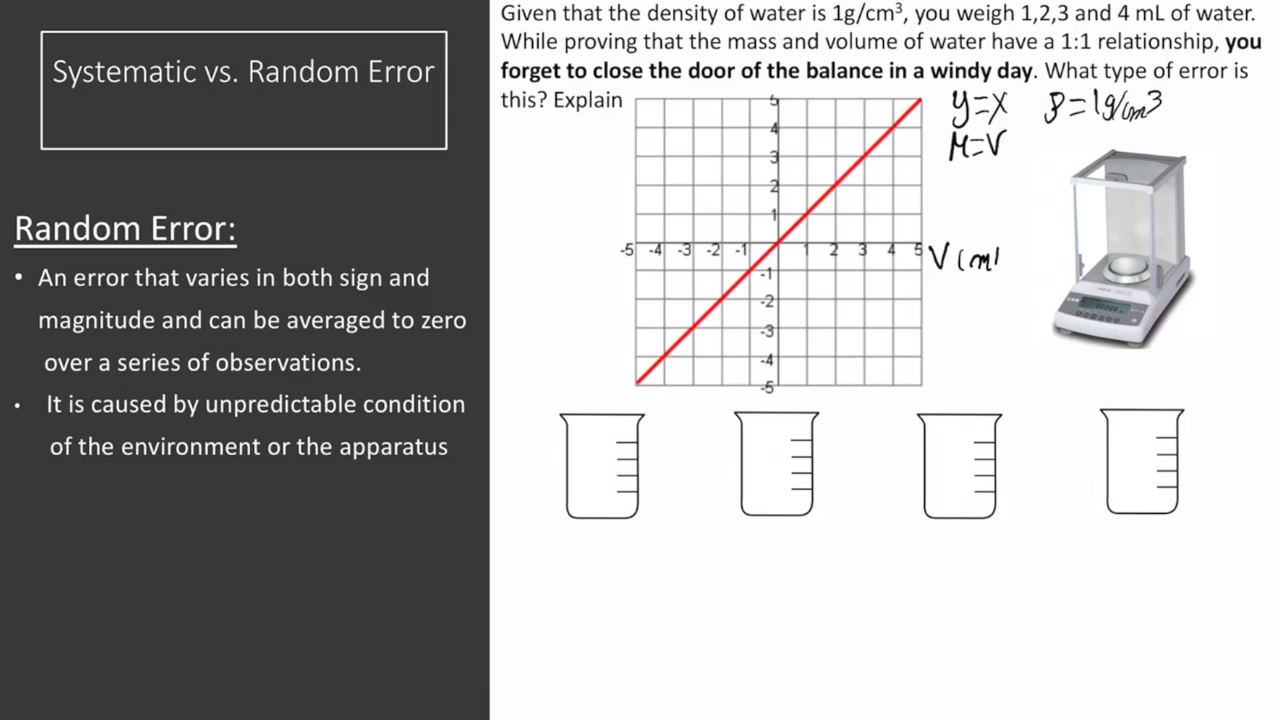 Systematic vs. Random Error
Random Error:
• An error that varies in both sign and
magnitude and can be averaged to zero
over a series of observations.
• It is caused by unpredictable condition
of the environment or the apparatus
Given that the density of water is 1g/cm³, you weigh 1,2,3 and 4 mL of water.
While proving that the mass and volume of water have a 1:1 relationship, you
forget to close the door of the balance in a windy day. What type of error is
this? Explain
y=x ρ=1g/cm3
M=V
5
4
3
2
1
-5 -4 -3 -2 -1 1 2 3 4 5
V(ml
-1
-2
-3
-4
-5